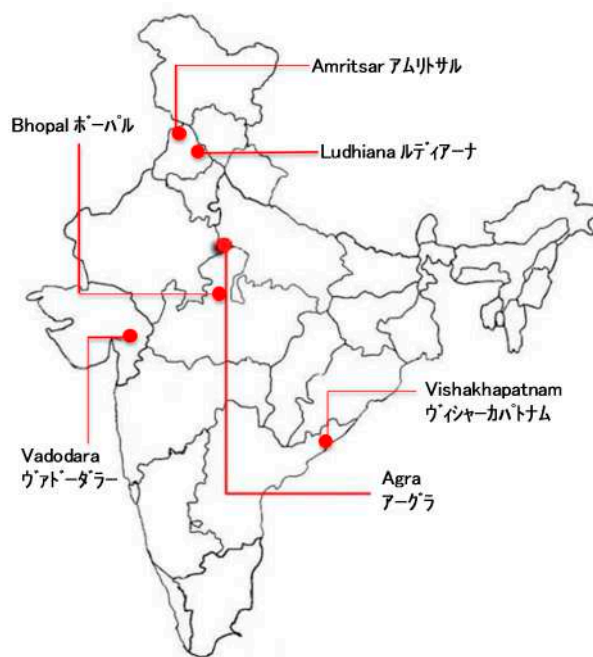 Amritsar アムリトサル
Bhopal ボーパル
Ludhiana ルディアーナ
Vishakhapatnam
ヴィシャーカパトナム
Vadodara
ヴァドーダラー
Agra
アーグラ